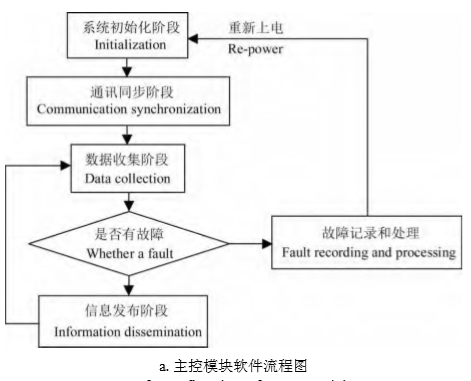 系统初始化阶段
Initialization
重新上电
Re-power
通讯同步阶段
Communication synchronization
数据收集阶段
Data collection
是否有故障
Whether a fault
故障记录和处理
Fault recording and processing
信息发布阶段
Information dissemination
a. 主控模块软件流程图